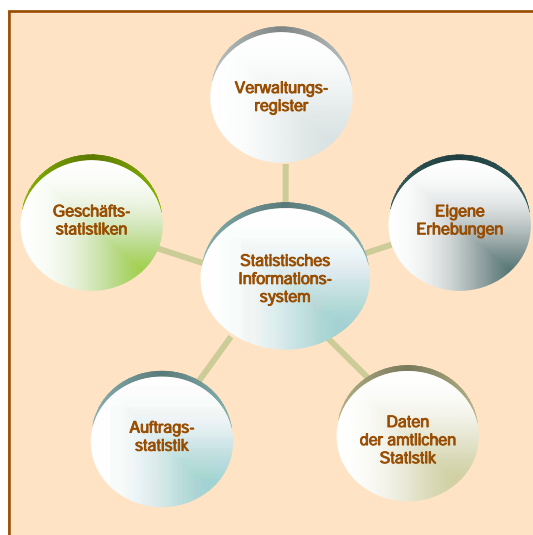 Verwaltungs-
register
Geschäfts-
statistiken
Eigene
Erhebungen
Statistisches
Informations-
system
Auftrags-
statistik
Daten
der amtlichen
Statistik